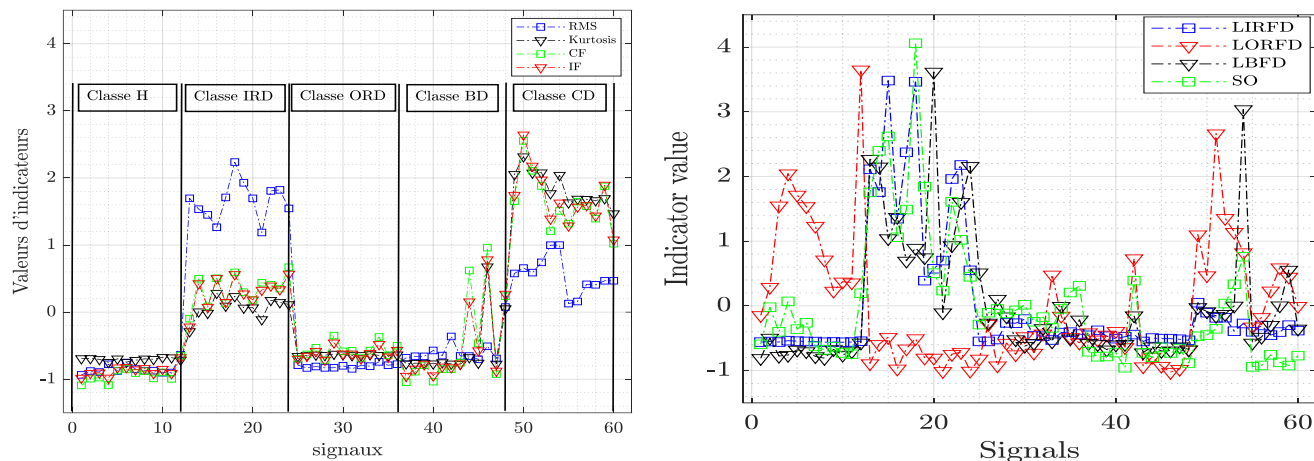 4
3
2
1
0
-1
Valeurs d'indicateurs
RMS
Kurtosis
CF
IF
Classe H
Classe IRD
Classe ORD
Classe BD
Classe CD
0
10
20
30
40
50
60
signaux
4
3
2
1
0
-1
Indicator value
LIRFD
LORFD
LBFD
SO
0
20
40
60
Signals